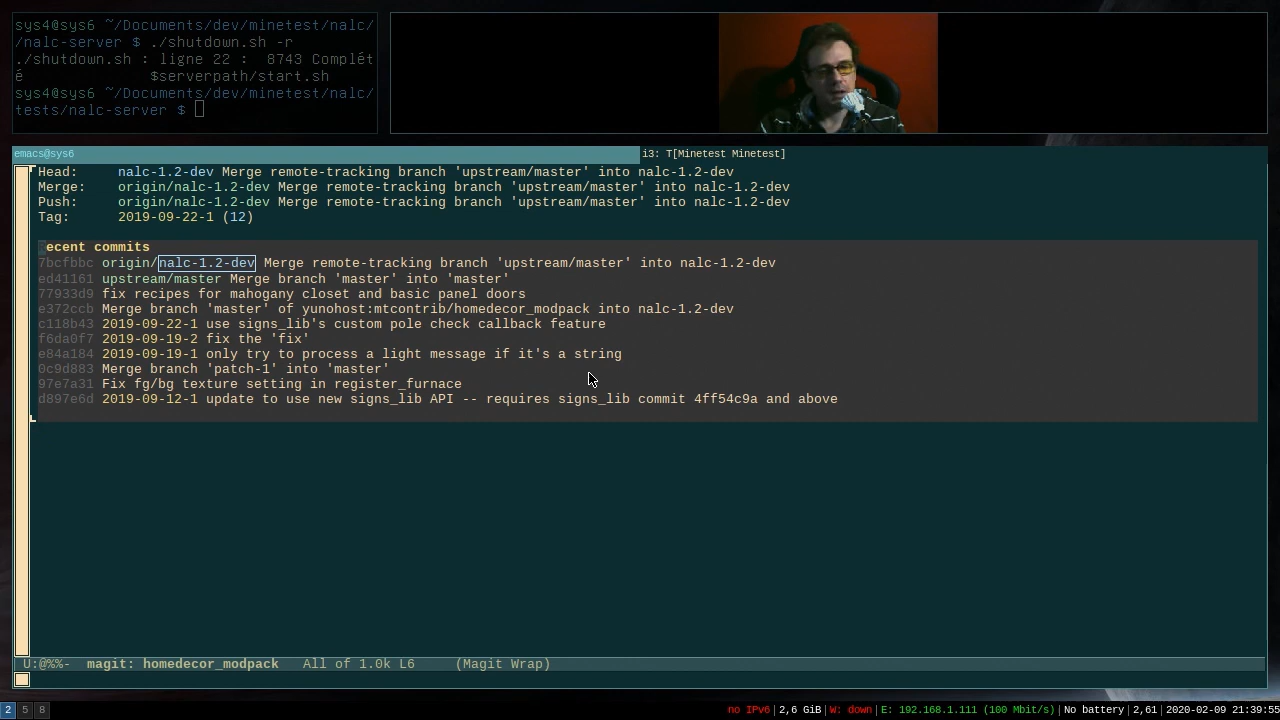 sys4@sys6 ~/Documents/dev/minetest/nalc/
/nalc-server $ ./shutdown.sh -r
./shutdown.sh : ligne 22 :  8743 Complét
é                $serverpath/start.sh
sys4@sys6 ~/Documents/dev/minetest/nalc/
tests/nalc-server $
emacs@sys6
i3: T[Minetest Minetest]
Head:     nalc-1.2-dev Merge remote-tracking branch 'upstream/master' into nalc-1.2-dev
Merge:    origin/nalc-1.2-dev Merge remote-tracking branch 'upstream/master' into nalc-1.2-dev
Push:     origin/nalc-1.2-dev Merge remote-tracking branch 'upstream/master' into nalc-1.2-dev
Tag:      2019-09-22-1 (12)
ecent commits
7bcfbbc origin/nalc-1.2-dev Merge remote-tracking branch 'upstream/master' into nalc-1.2-dev
ed41161 upstream/master Merge branch 'master' into 'master'
77933d9 fix recipes for mahogany closet and basic panel doors
e372ccb Merge branch 'master' of yunohost:mtcontrib/homedecor_modpack into nalc-1.2-dev
c118b43 2019-09-22-1 use signs_lib's custom pole check callback feature
f6da0f7 2019-09-19-2 fix the 'fix'
e84a184 2019-09-19-1 only try to process a light message if it's a string
0c9d883 Merge branch 'patch-1' into 'master'
97e7a31 Fix fg/bg texture setting in register_furnace
d897e6d 2019-09-12-1 update to use new signs_lib API -- requires signs_lib commit 4ff54c9a and above
U:@%%-  magit: homedecor_modpack   All of 1.0k L6     (Magit Wrap)
2 5 8
no IPv6|2,6 GiB|W: down|E: 192.168.1.111 (100 Mbit/s)|No battery|2,61|2020-02-09 21:39:55